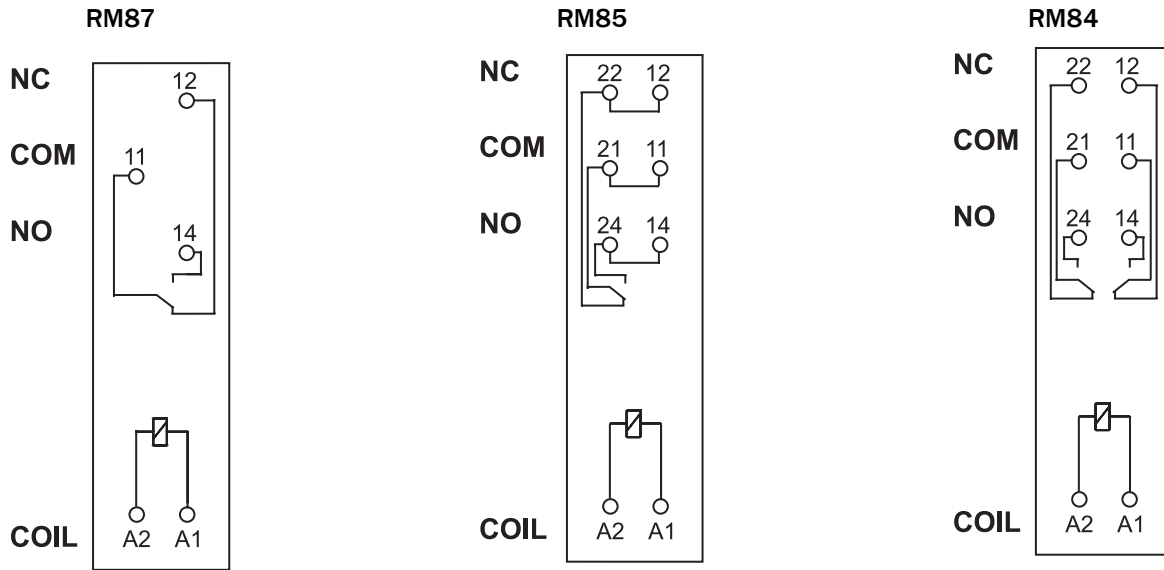 RM87
NC
12
COM
11
NO
14
COIL
A2 A1
RM85
NC
22 12
COM
21 11
NO
24 14
COIL
A2 A1
RM84
NC
22 12
COM
21 11
NO
24 14
COIL
A2 A1